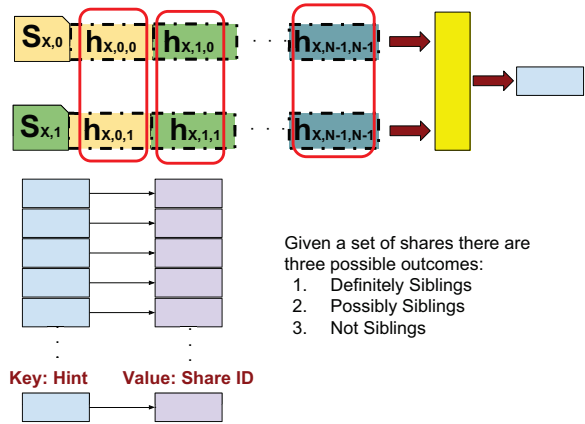 SX,0 hX,0,0 hX,1,0 . . . hX,N-1,N-1
SX,1 hX,0,1 hX,1,1 . . . hX,N-1,N-1
Given a set of shares there are
three possible outcomes:
1. Definitely Siblings
2. Possibly Siblings
3. Not Siblings
Key: Hint Value: Share ID